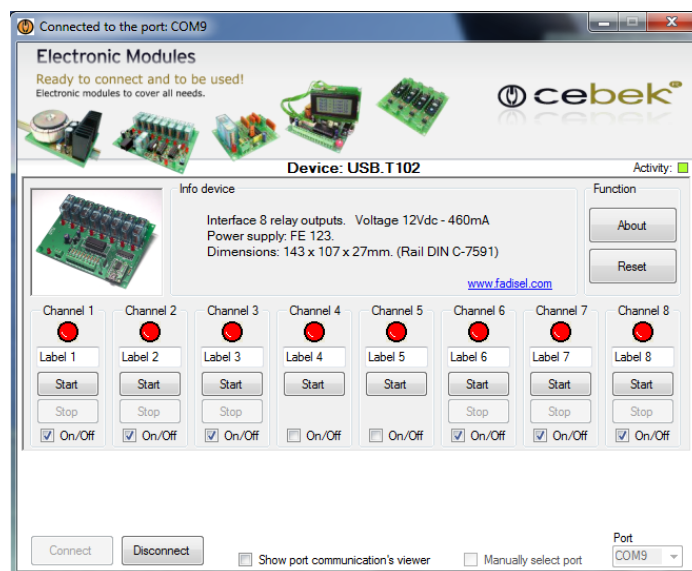 Connected to the port: COM9
Electronic Modules
Ready to connect and to be used!
Electronic modules to cover all needs.
cebek
Device: USB.T102
Activity:
Info device
Function
Interface 8 relay outputs. Voltage 12Vdc - 460mA
Power supply: FE 123.
Dimensions: 143 x 107 x 27mm. (Rail DIN C-7591)
www.fadisel.com
About
Reset
Channel 1 Channel 2 Channel 3 Channel 4 Channel 5 Channel 6 Channel 7 Channel 8
Label 1 Label 2 Label 3 Label 4 Label 5 Label 6 Label 7 Label 8
Start Start Start Start Start Start Start Start
Stop Stop Stop Stop Stop Stop
On/Off On/Off On/Off On/Off On/Off On/Off On/Off On/Off
Port
Connect Disconnect Show port communication's viewer Manually select port COM9